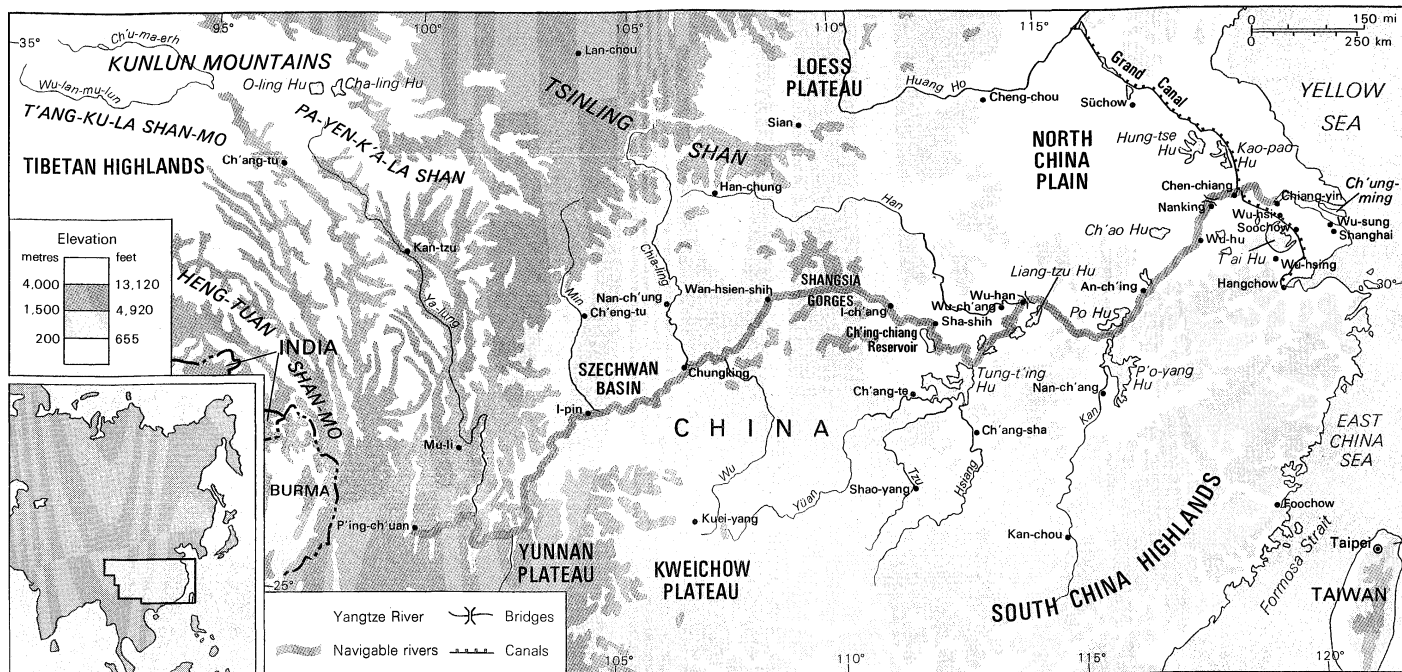 95°
100°
105°
110°
115°
0 150 mi
0 250 km
35°
Ch'u-ma-erh
KUNLUN MOUNTAINS
Wu-lan-mu-lun
O-ling Hu
Cha-ling Hu
T'ANG-KU-LA SHAN-MO
PA-YEN-K'A-LA SHAN
TIBETAN HIGHLANDS
Ch'ang-tu
Lan-chou
TSINLING
SHAN
LOESS
PLATEAU
Huang Ho
Cheng-chou
Sian
Grand Canal
Süchow
YELLOW
SEA
Hung-tse
Hu
Kao-pao
Hu
NORTH
CHINA
PLAIN
Han-chung
Han
Chen-chiang
Chiang-yin
Ch'ung-
ming
Nanking
Wu-hsi
Wu-sung
Soochow
Shanghai
Ch'ao Hu
Wu-hu
T'ai Hu
Wu-hsing
Hangchow
30°
Elevation
metres
feet
4.000
13,120
1.500
4,920
200
655
Kan-tzu
Ya-lung
HENG-TUAN
SHAN-MO
Min
Chia-ling
Nan-ch'ung
Ch'ang-tu
Wan-hsien-shih
SHANGSIA
GORGES
I-ch'ang
Liang-tzu Hu
Wu-han
Wu-ch'ang
An-ch'ing
Sha-shih
Ch'ing-chiang
Reservoir
Po Hu
INDIA
SZECHWAN
BASIN
Chungking
Tung-t'ing
Hu
P'o-yang
Hu
Nan-ch'ang
Ch'ang-te
Kan
I-pin
CHINA
Ch'ang-sha
EAST
CHINA
SEA
Mu-li
Wu
Yüan
Tzu
Hsiang
Shao-yang
BURMA
P'ing-ch'uan
Kuei-yang
Kan-chou
Foochow
Formosa Strait
Taipei
TAIWAN
YUNNAN
PLATEAU
KWEICHOW
PLATEAU
SOUTH CHINA HIGHLANDS
25°
Yangtze River
Bridges
Navigable rivers
Canals
105°
110°
115°
120°